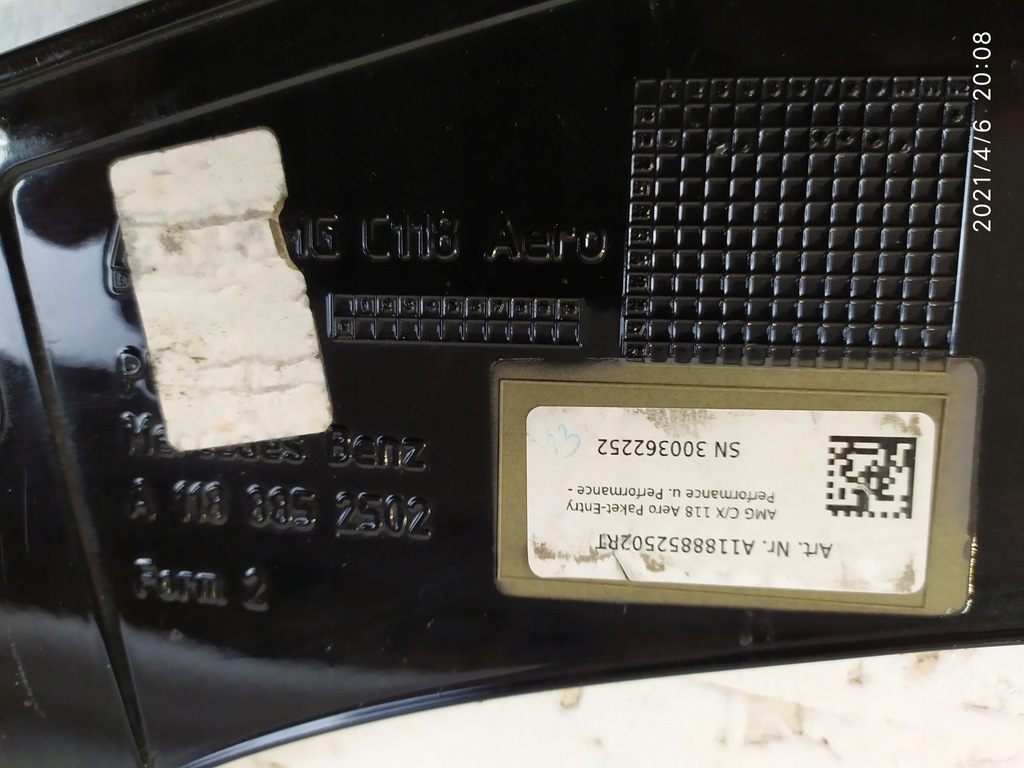 2021/4/6 20:08
C118 Aero
Mercedes Benz
A 118 885 2502
Form 2
Art. Nr. A1188852502RT
AMG C/X 118 Aero Paket-Entry
Performance u. Performance -
SN 300362252